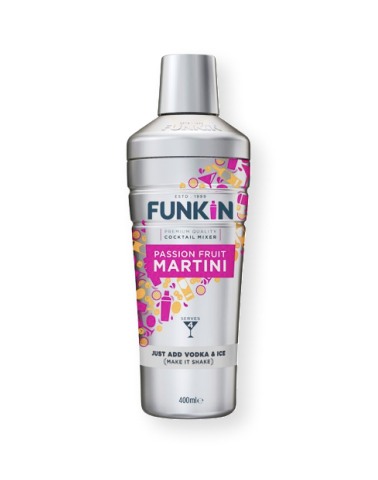 FUNKiN
ESTD. 1999
FUNKiN
PREMIUM QUALITY
COCKTAIL MIXER
PASSION FRUIT
MARTINI
SERVES
4
JUST ADD VODKA & ICE
(MAKE IT SHAKE)
400ml e